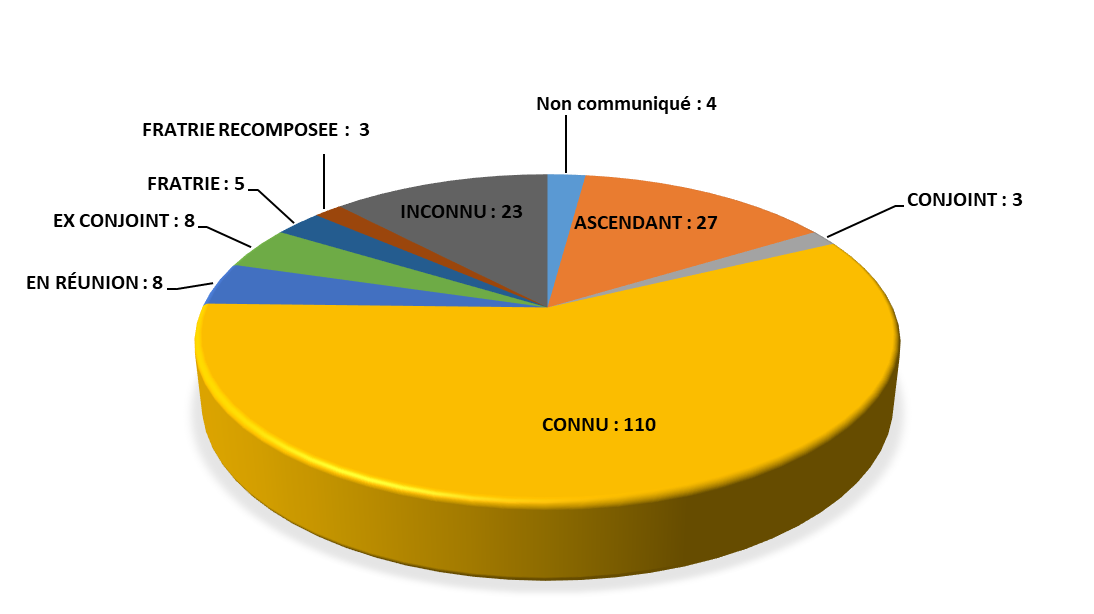 Non communiqué : 4
FRATRIE RECOMPOSEE : 3
FRATRIE : 5
CONJOINT : 3
INCONNU : 23
ASCENDANT : 27
EX CONJOINT : 8
EN RÉUNION : 8
CONNU : 110